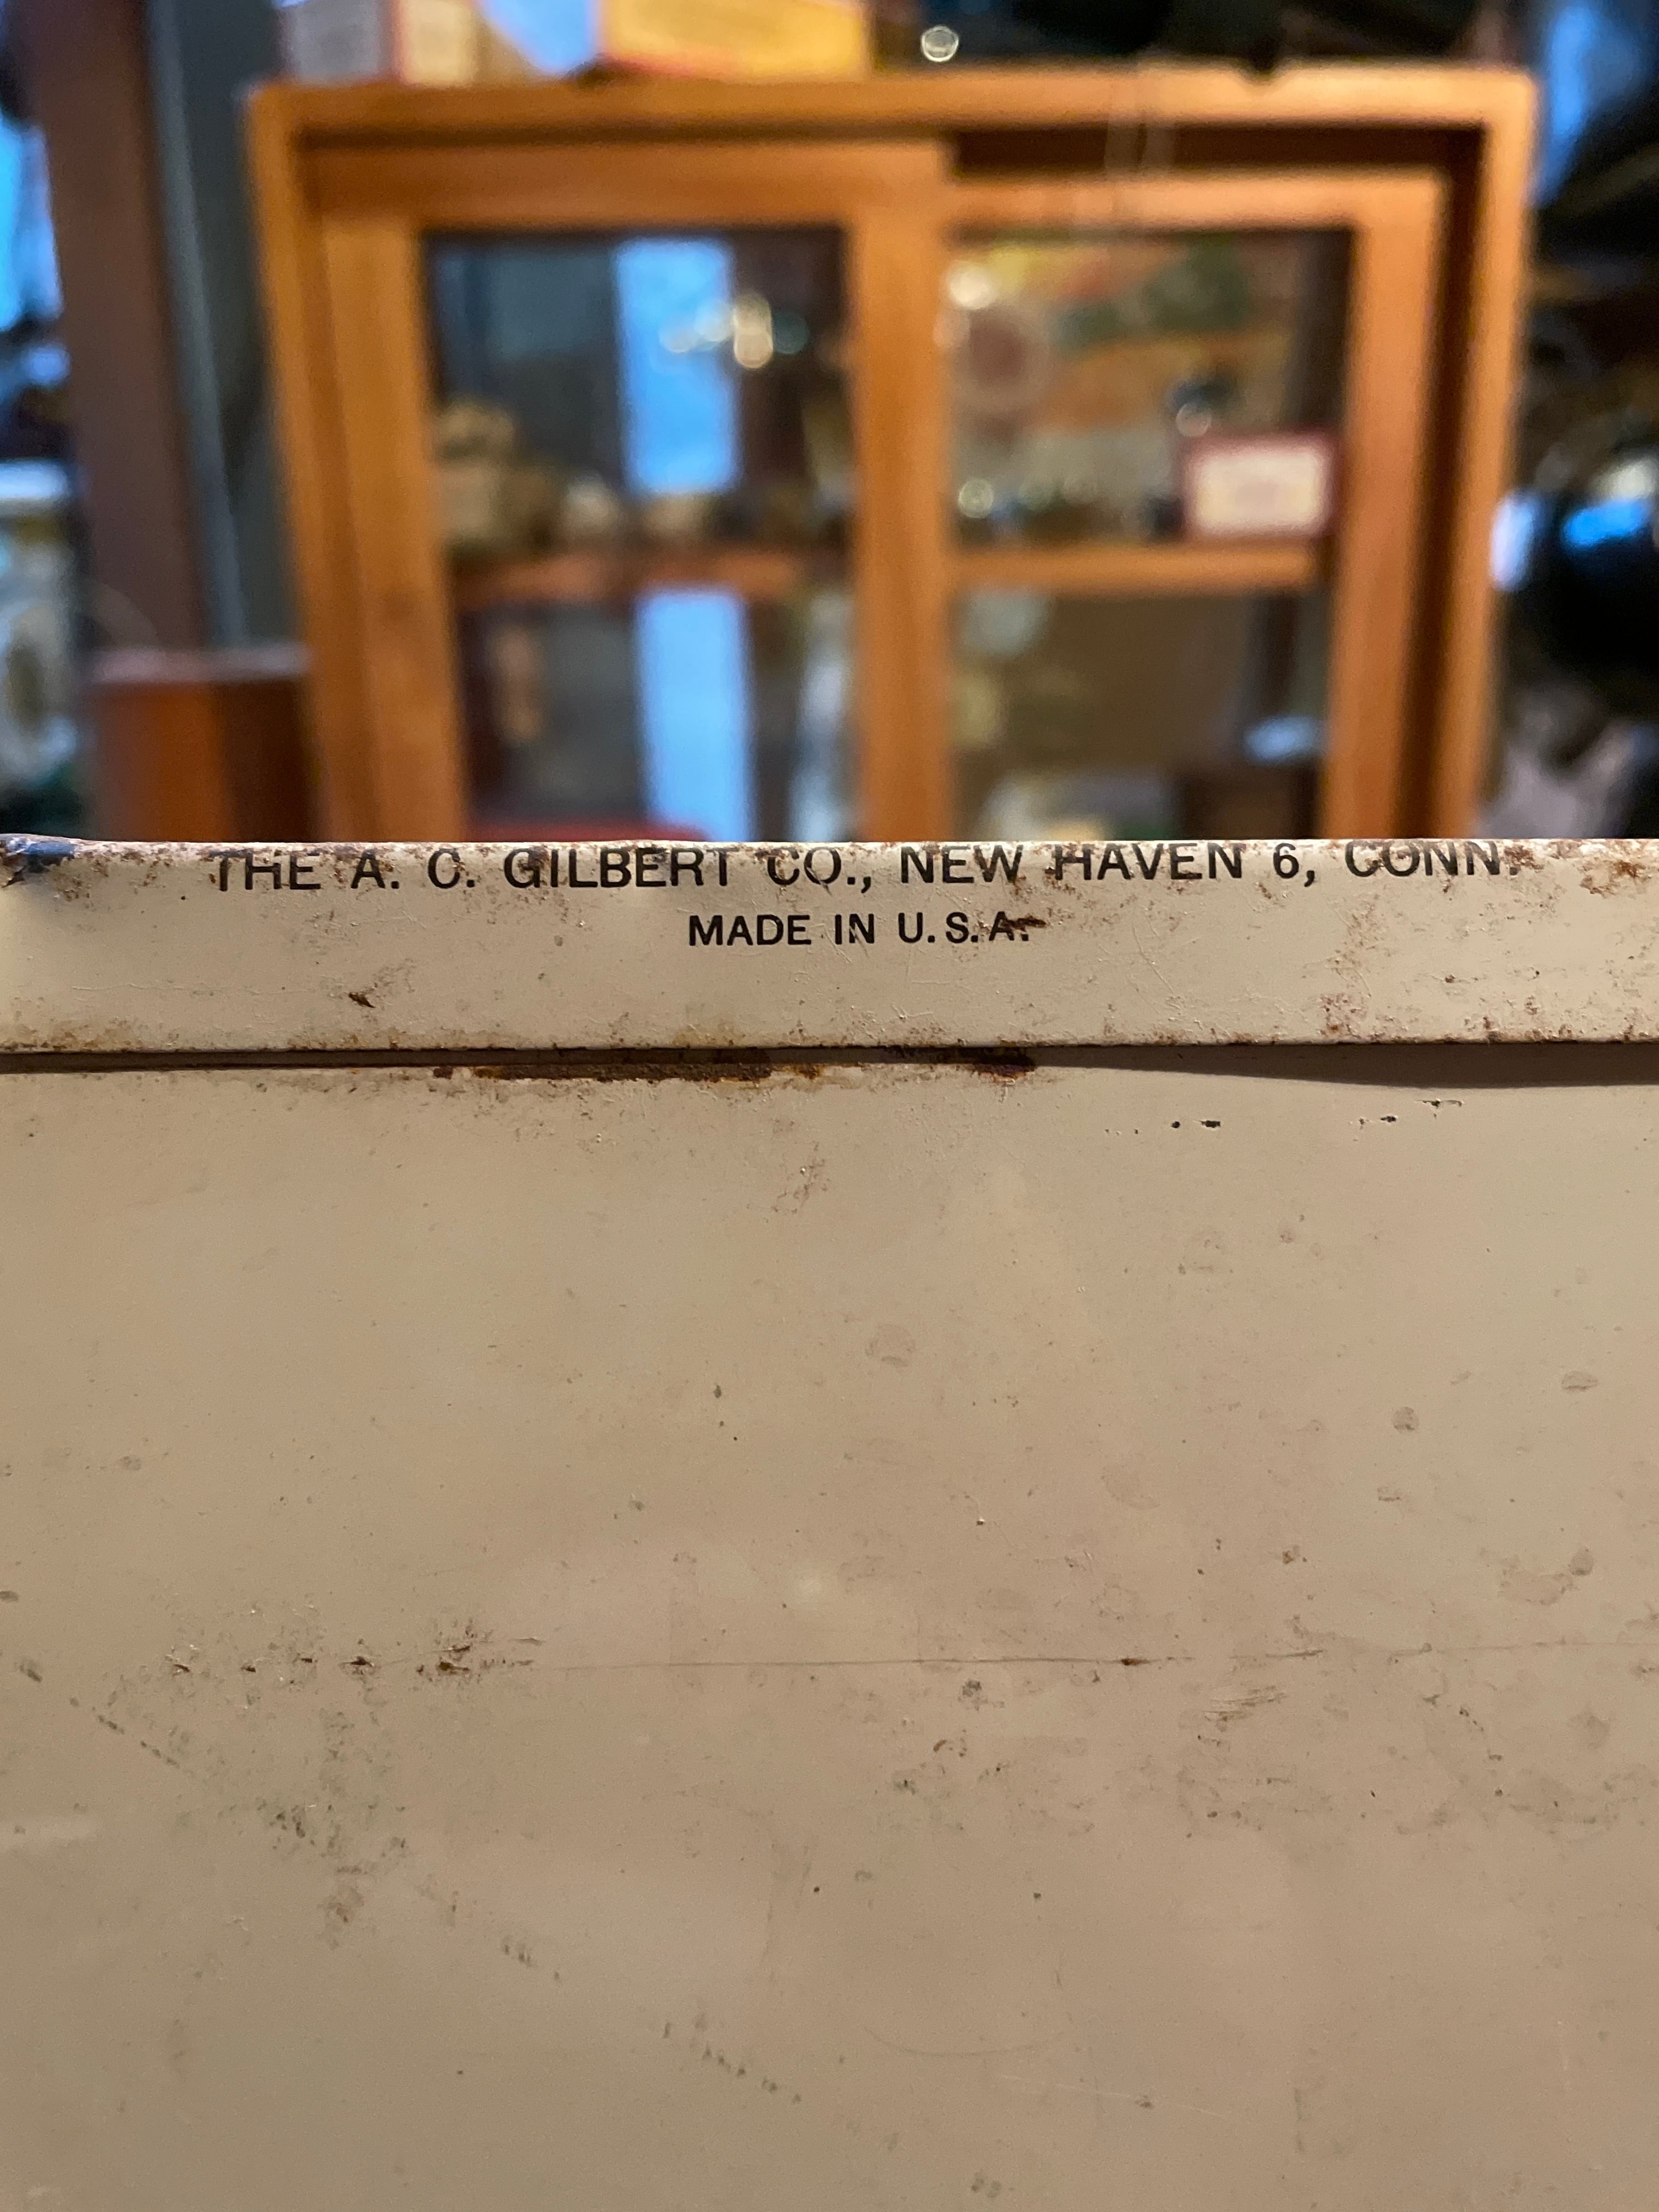 THE A. C. GILBERT CO., NEW HAVEN 6, CONN.
MADE IN U.S.A.